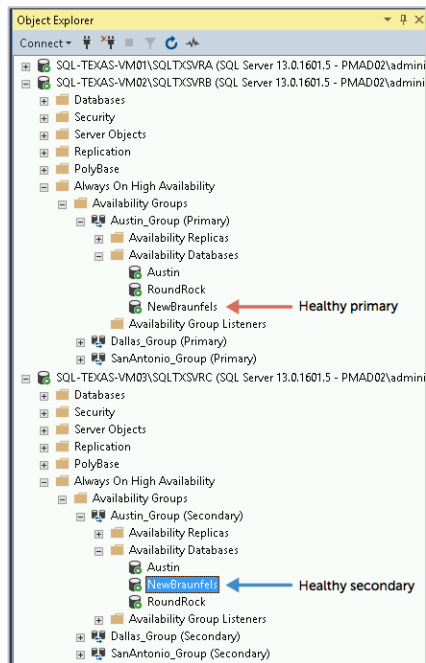 Object Explorer
Connect
SQL-TEXAS-VM01\SQLTXSVRA (SQL Server 13.0.1601.5 - PMAD02\admini
SQL-TEXAS-VM02\SQLTXSVRB (SQL Server 13.0.1601.5 - PMAD02\admini
Databases
Security
Server Objects
Replication
PolyBase
Always On High Availability
Availability Groups
Austin_Group (Primary)
Availability Replicas
Availability Databases
Austin
RoundRock
NewBraunfels Healthy primary
Availability Group Listeners
Dallas_Group (Primary)
SanAntonio_Group (Primary)
SQL-TEXAS-VM03\SQLTXSVRC (SQL Server 13.0.1601.5 - PMAD02\admini
Databases
Security
Server Objects
Replication
PolyBase
Always On High Availability
Availability Groups
Austin_Group (Secondary)
Availability Replicas
Availability Databases
Austin
NewBraunfels Healthy secondary
RoundRock
Availability Group Listeners
Dallas_Group (Secondary)
SanAntonio_Group (Secondary)